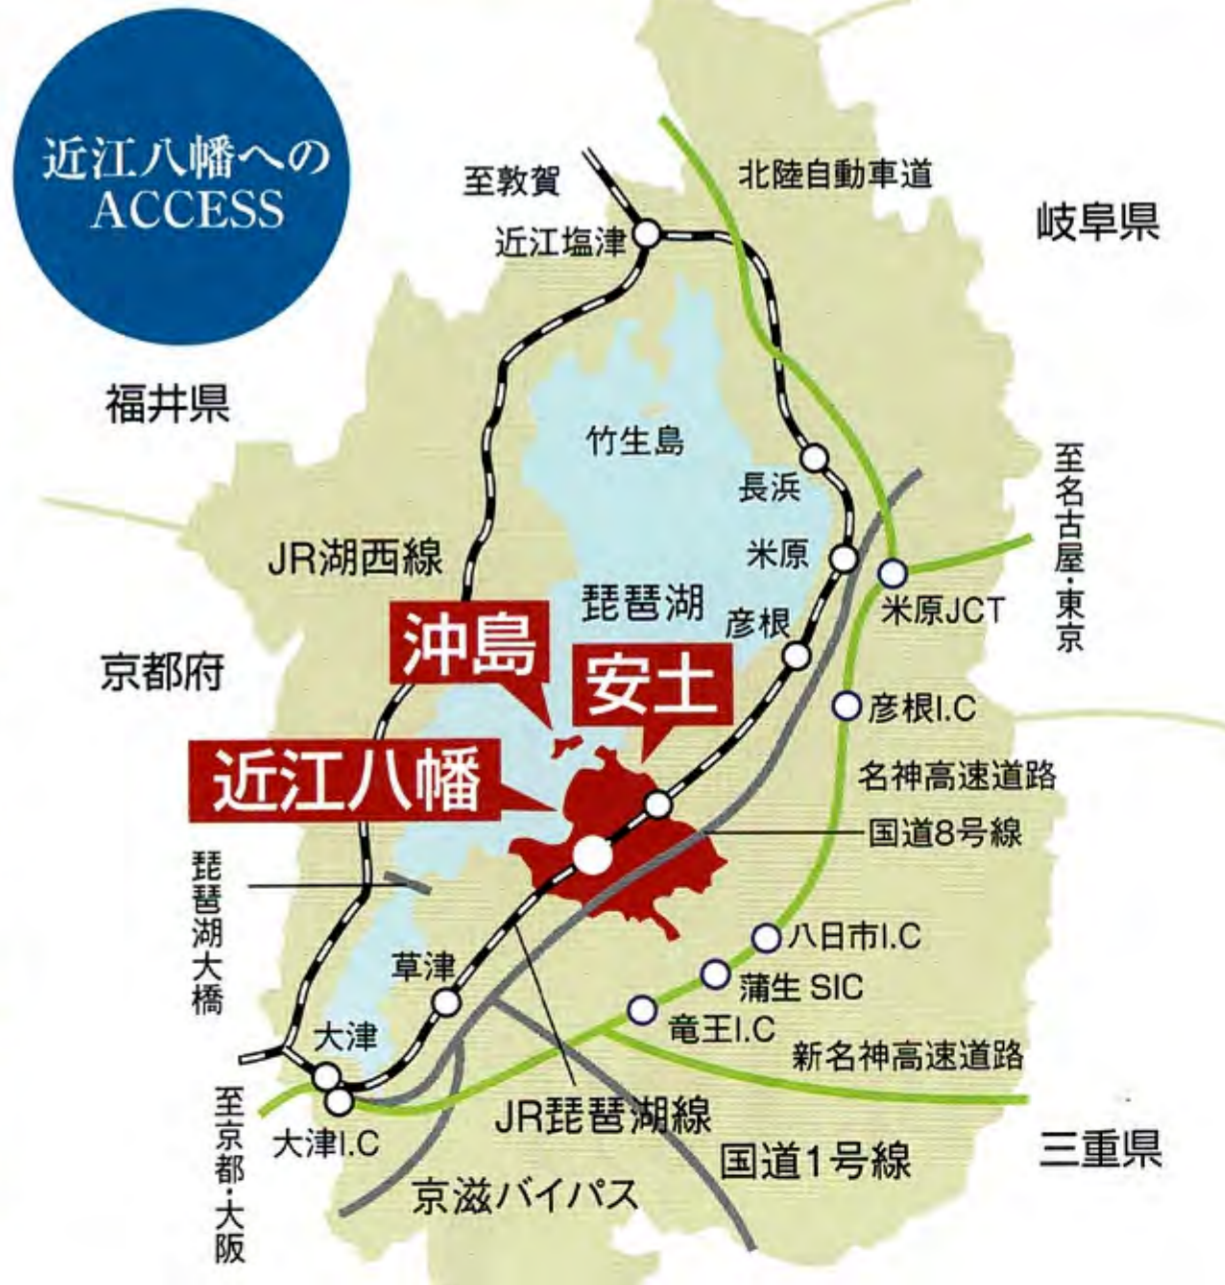 近江八幡への
ACCESS
至敦賀
北陸自動車道
近江塩津
岐阜県
福井県
竹生島
長浜
至名古屋・東京
JR湖西線
米原
琵琶湖
彦根
米原JCT
沖島
安土
京都府
彦根I.C
近江八幡
名神高速道路
国道8号線
琵琶湖大橋
八日市I.C
草津
蒲生 SIC
竜王I.C
大津
新名神高速道路
至京都・大阪
JR琵琶湖線
大津I.C
国道1号線
三重県
京滋バイパス